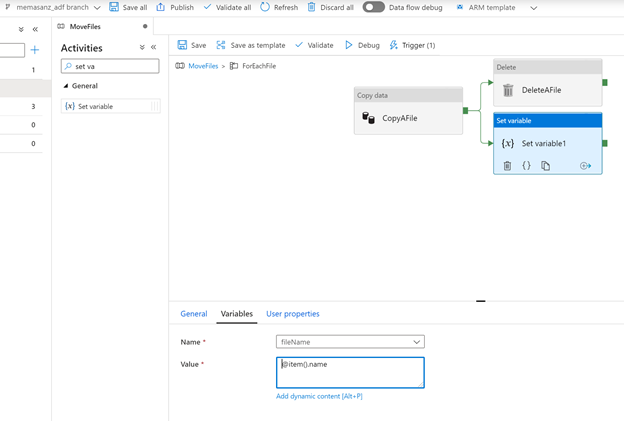 memasanz_adf branch Save all Publish Validate all Refresh Discard all Data flow debug ARM template
MoveFiles
Activities
Save Save as template Validate Debug Trigger (1)
set va
1
MoveFiles > ForEachFile
General
3
{x} Set variable
0
0
Delete
DeleteAFile
Copy data
CopyAFile
Set variable
{x} Set variable1
{ }
General Variables User properties
Name * fileName
Value * @item().name
Add dynamic content [Alt+P]